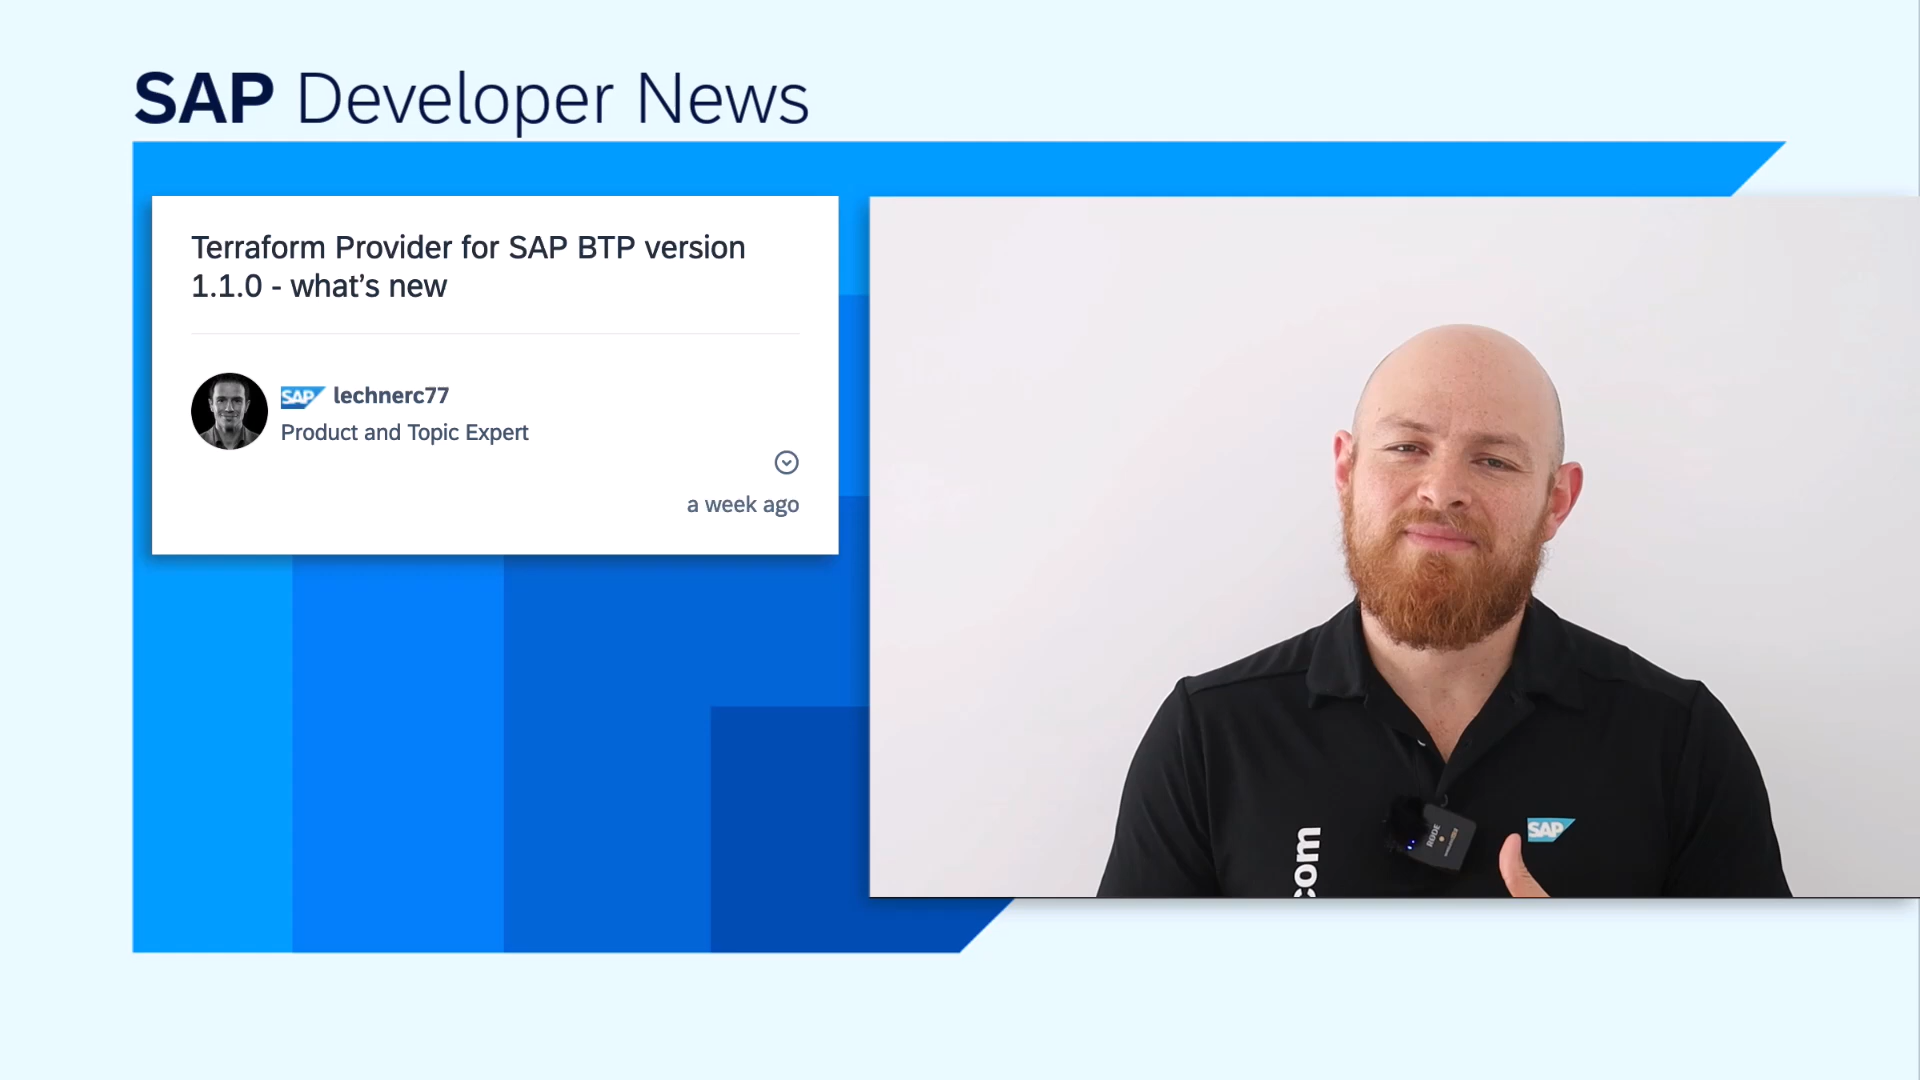 SAP Developer News
Terraform Provider for SAP BTP version
1.1.0 - what’s new
SAP lechnerc77
Product and Topic Expert
a week ago
RØDE
SAP
com